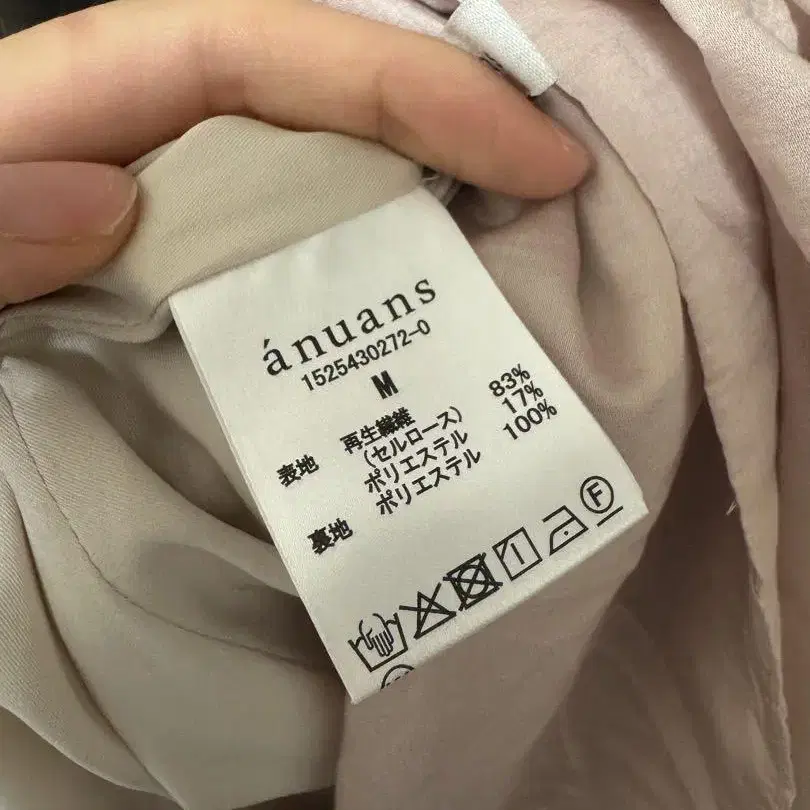 ánuans
1525430272-0
M
表地 再生繊維 83%
(セルロース)
ポリエステル 17%
裏地 ポリエステル 100%
F